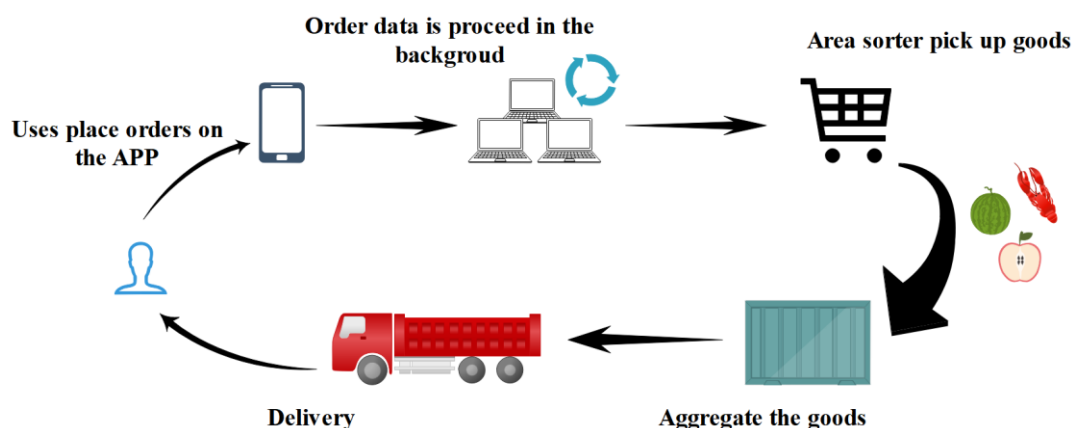 Order data is proceed in the
backgroud
Area sorter pick up goods
Uses place orders on
the APP
Delivery
Aggregate the goods